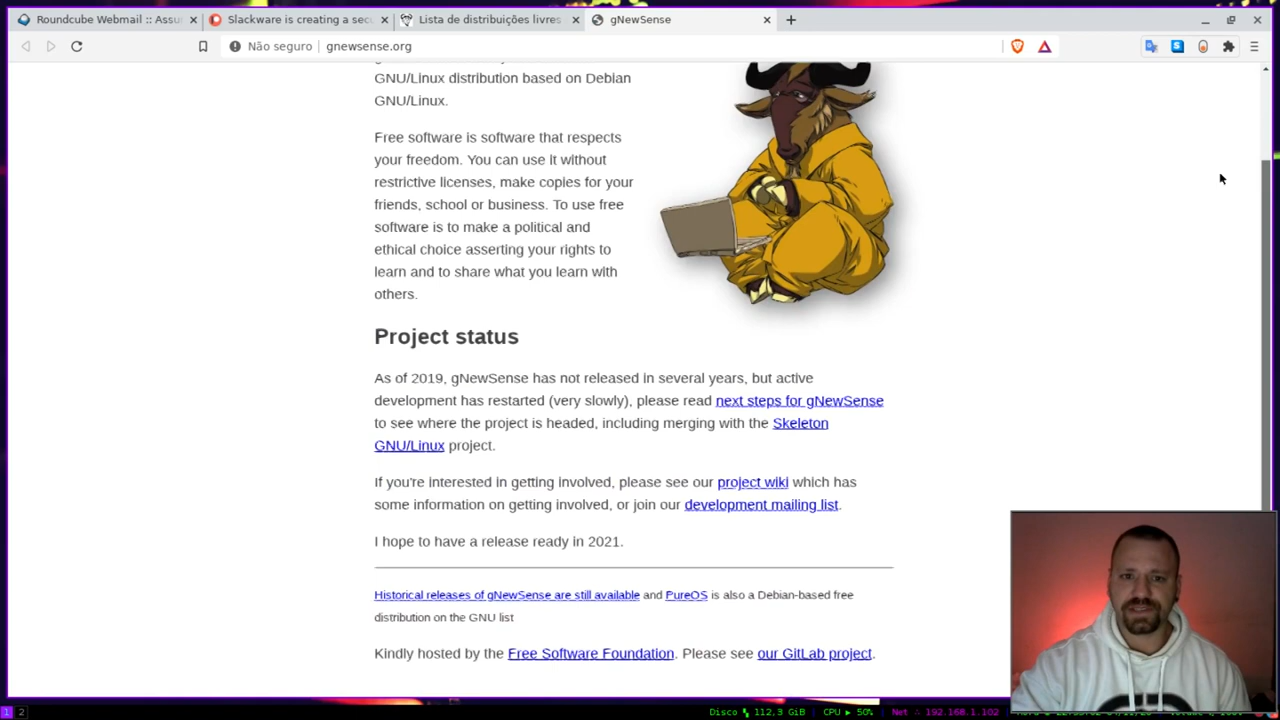 Roundcube Webmail :: Assu
Slackware is creating a secu
Lista de distribuições livres
gNewSense
Não seguro
gnewsense.org
GNU/Linux distribution based on Debian
GNU/Linux.
Free software is software that respects
your freedom. You can use it without
restrictive licenses, make copies for your
friends, school or business. To use free
software is to make a political and
ethical choice asserting your rights to
learn and to share what you learn with
others.
Project status
As of 2019, gNewSense has not released in several years, but active
development has restarted (very slowly), please read next steps for gNewSense
to see where the project is headed, including merging with the Skeleton
GNU/Linux project.
If you're interested in getting involved, please see our project wiki which has
some information on getting involved, or join our development mailing list.
I hope to have a release ready in 2021.
Historical releases of gNewSense are still available and PureOS is also a Debian-based free
distribution on the GNU list
Kindly hosted by the Free Software Foundation. Please see our GitLab project.
1 2
Disco 112,3 GiB CPU 50% Net 192.168.1.102